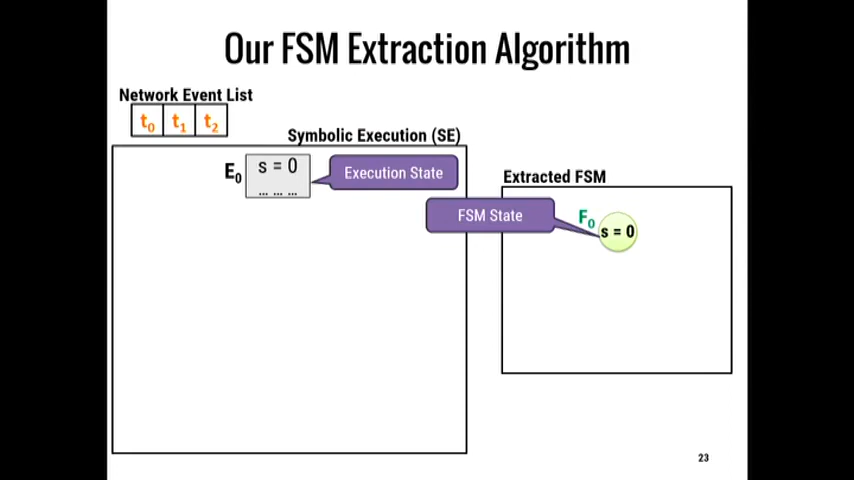 Our FSM Extraction Algorithm
Network Event List
t0 t1 t2
Symbolic Execution (SE)
E0
s = 0
... ... ...
Execution State
Extracted FSM
FSM State
F0
s = 0
23